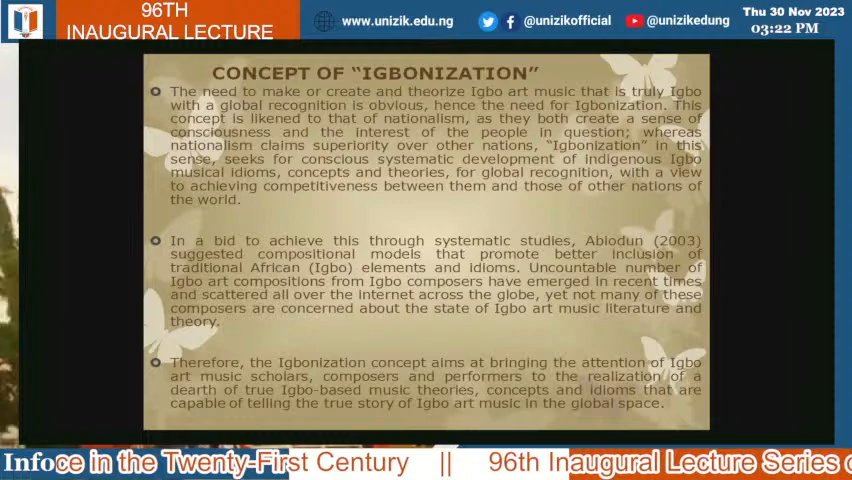 96TH
INAUGURAL LECTURE
www.unizik.edu.ng
@unizikofficial
@unizikedung
Thu 30 Nov 2023
03:22 PM
CONCEPT OF “IGBONIZATION”
The need to make or create and theorize Igbo art music that is truly Igbo
with a global recognition is obvious, hence the need for Igbonization. This
concept is likened to that of nationalism, as they both create a sense of
consciousness and the interest of the people in question; whereas
nationalism claims superiority over other nations, “Igbonization” in this
sense, seeks for conscious systematic development of indigenous Igbo
musical idioms, concepts and theories, for global recognition, with a view
to achieving competitiveness between them and those of other nations of
the world.
In a bid to achieve this through systematic studies, Abiodun (2003)
suggested compositional models that promote better inclusion of
traditional African (Igbo) elements and idioms. Uncountable number of
Igbo art compositions from Igbo composers have emerged in recent times
and scattered all over the internet across the globe, yet not many of these
composers are concerned about the state of Igbo art music literature and
theory.
Therefore, the Igbonization concept aims at bringing the attention of Igbo
art music scholars, composers and performers to the realization of a
dearth of true Igbo-based music theories, concepts and idioms that are
capable of telling the true story of Igbo art music in the global space.
Info ce in the Twenty-First Century || 96th Inaugural Lecture Series